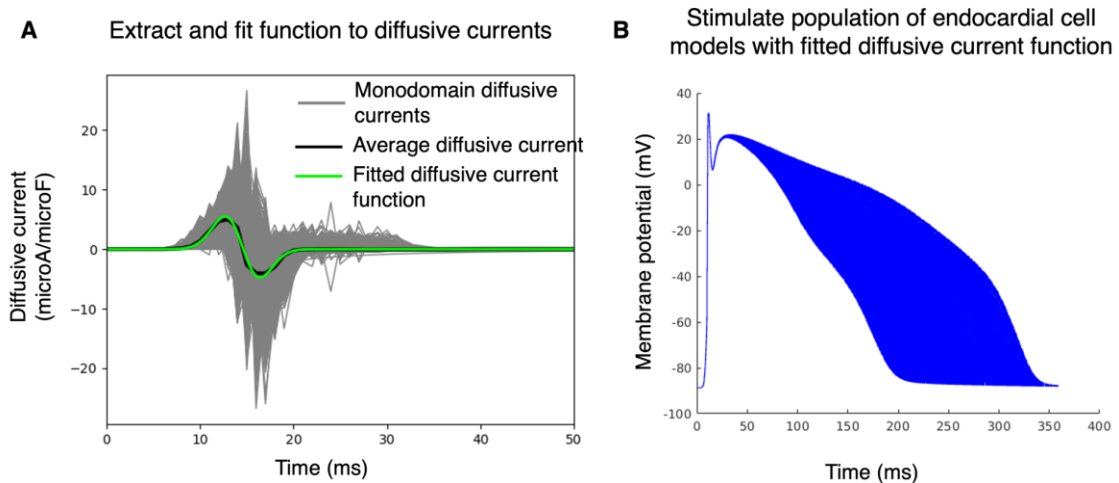 A
Extract and fit function to diffusive currents
Diffusive current
(microA/microF)
20
10
0
−10
−20
Monodomain diffusive
currents
Average diffusive current
Fitted diffusive current
function
0 10 20 30 40 50
Time (ms)
B
Stimulate population of endocardial cell
models with fitted diffusive current function
Membrane potential (mV)
40
20
0
-20
-40
-60
-80
-100
0 50 100 150 200 250 300 350 400
Time (ms)